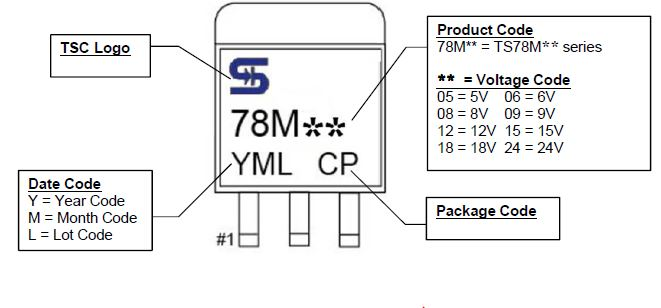 TSC Logo
Product Code
78M** = TS78M** series
** = Voltage Code
05 = 5V 06 = 6V
08 = 8V 09 = 9V
12 = 12V 15 = 15V
18 = 18V 24 = 24V
78M**
YML CP
Date Code
Y = Year Code
M = Month Code
L = Lot Code
Package Code
#1